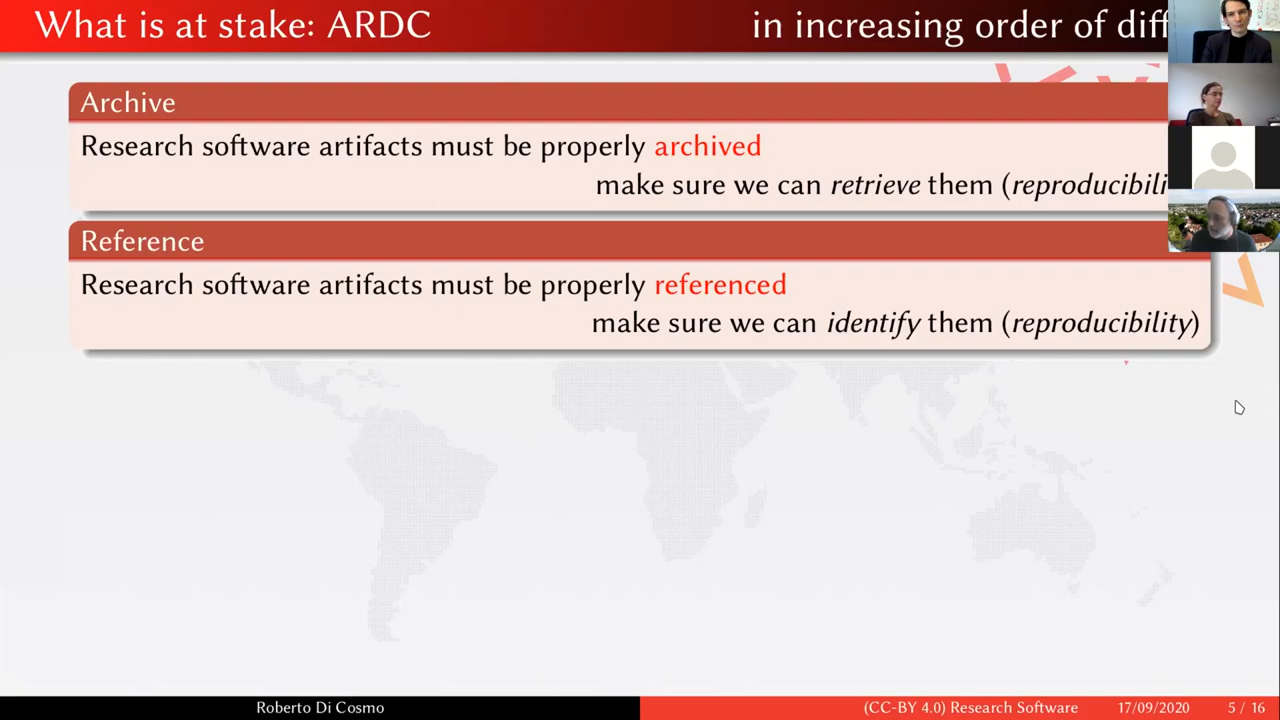 What is at stake: ARDC in increasing order of
Archive
Research software artifacts must be properly archived
make sure we can retrieve them
Reference
Research software artifacts must be properly referenced
make sure we can identify them (reproducibility)
Roberto Di Cosmo (CC-BY 4.0) Research Software 17/09/2020 5 / 16